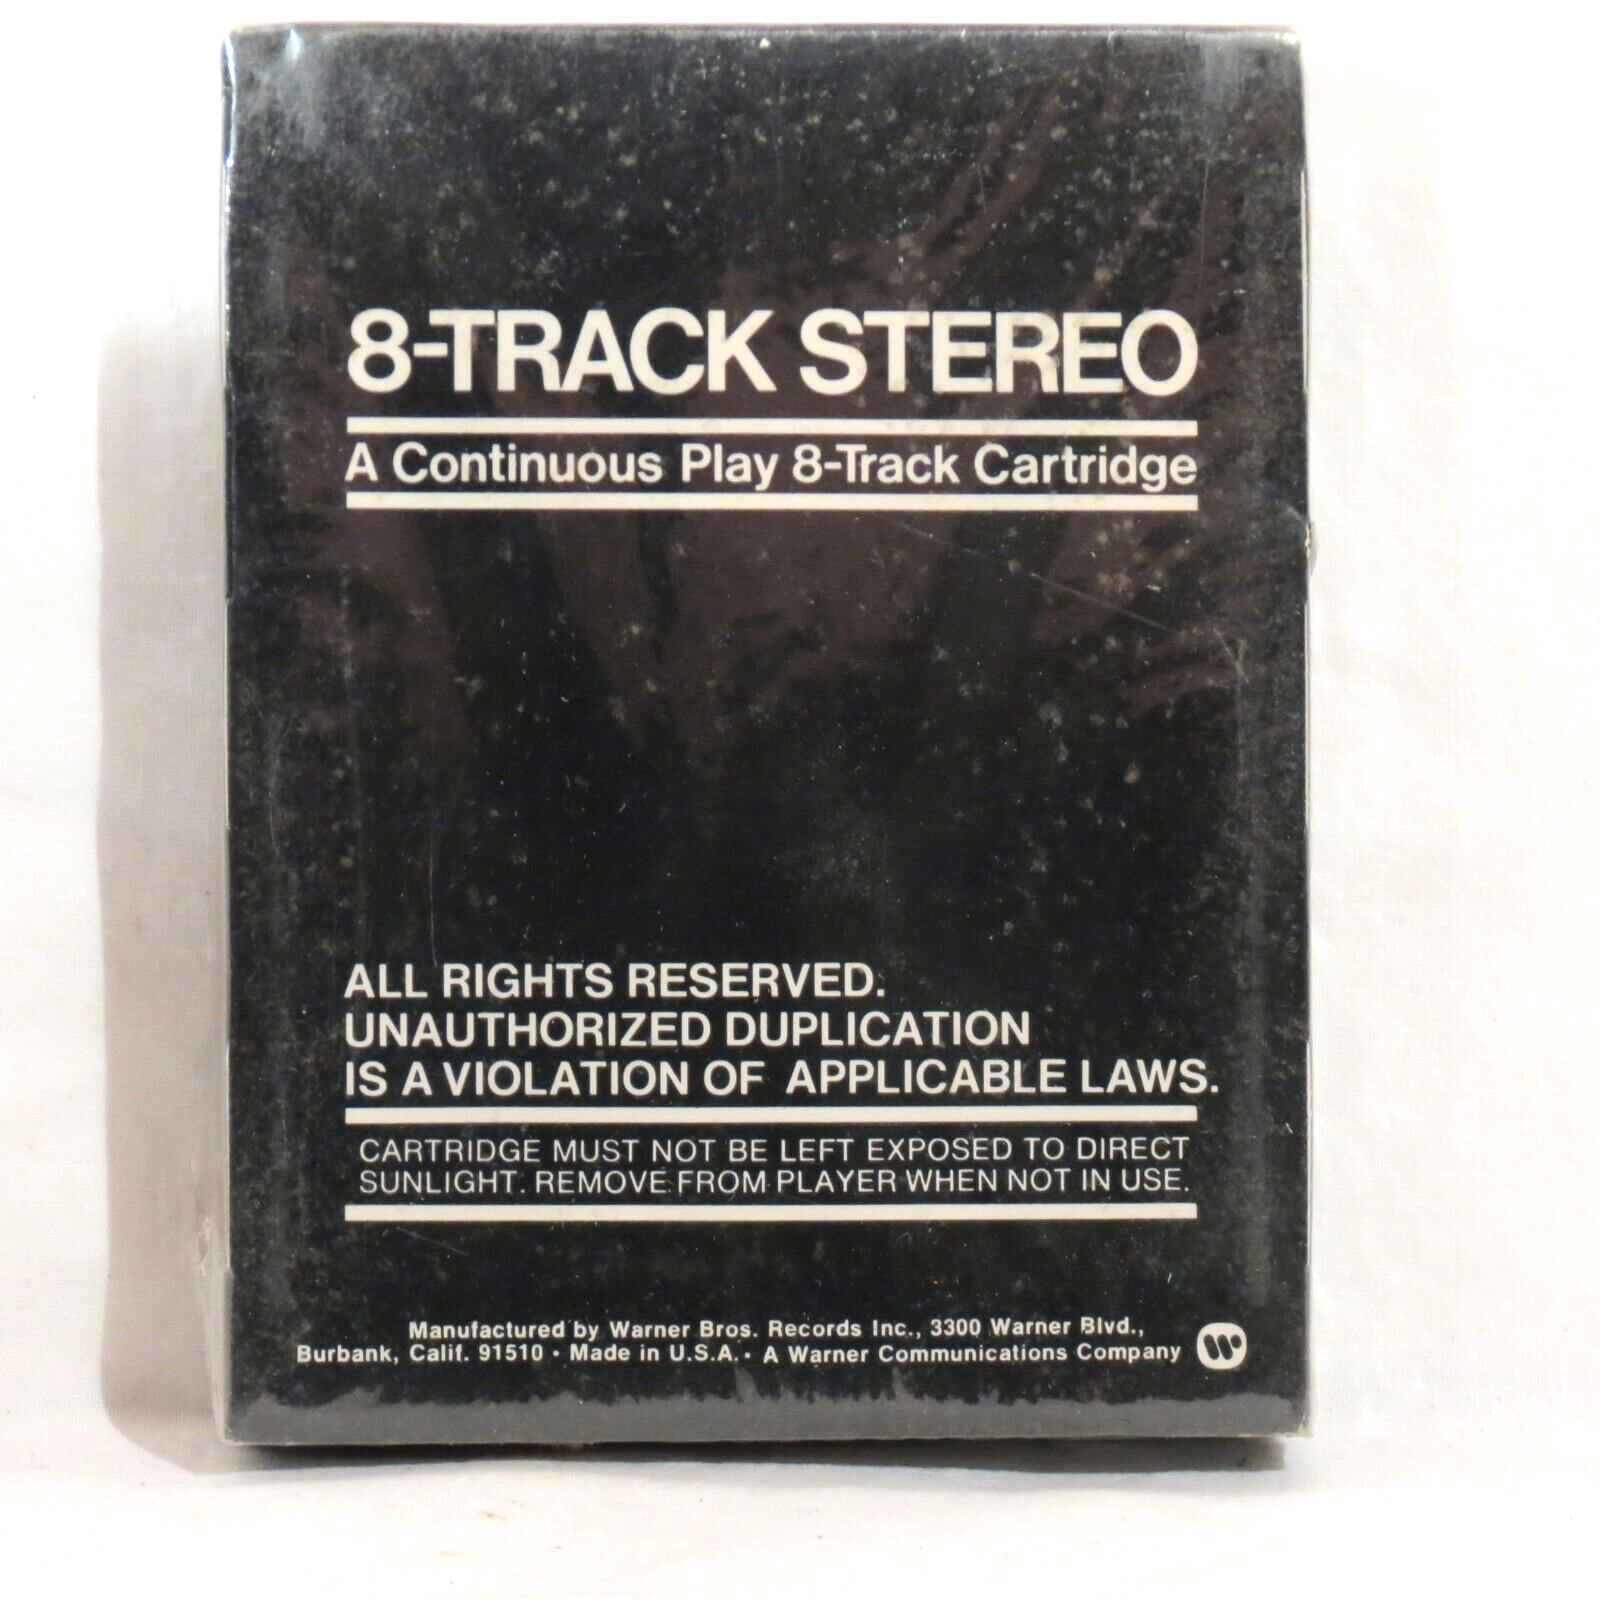 8-TRACK STEREO
A Continuous Play 8-Track Cartridge
ALL RIGHTS RESERVED.
UNAUTHORIZED DUPLICATION
IS A VIOLATION OF APPLICABLE LAWS.
CARTRIDGE MUST NOT BE LEFT EXPOSED TO DIRECT
SUNLIGHT. REMOVE FROM PLAYER WHEN NOT IN USE.
Manufactured by Warner Bros. Records Inc., 3300 Warner Blvd.,
Burbank, Calif. 91510 • Made in U.S.A. • A Warner Communications Company